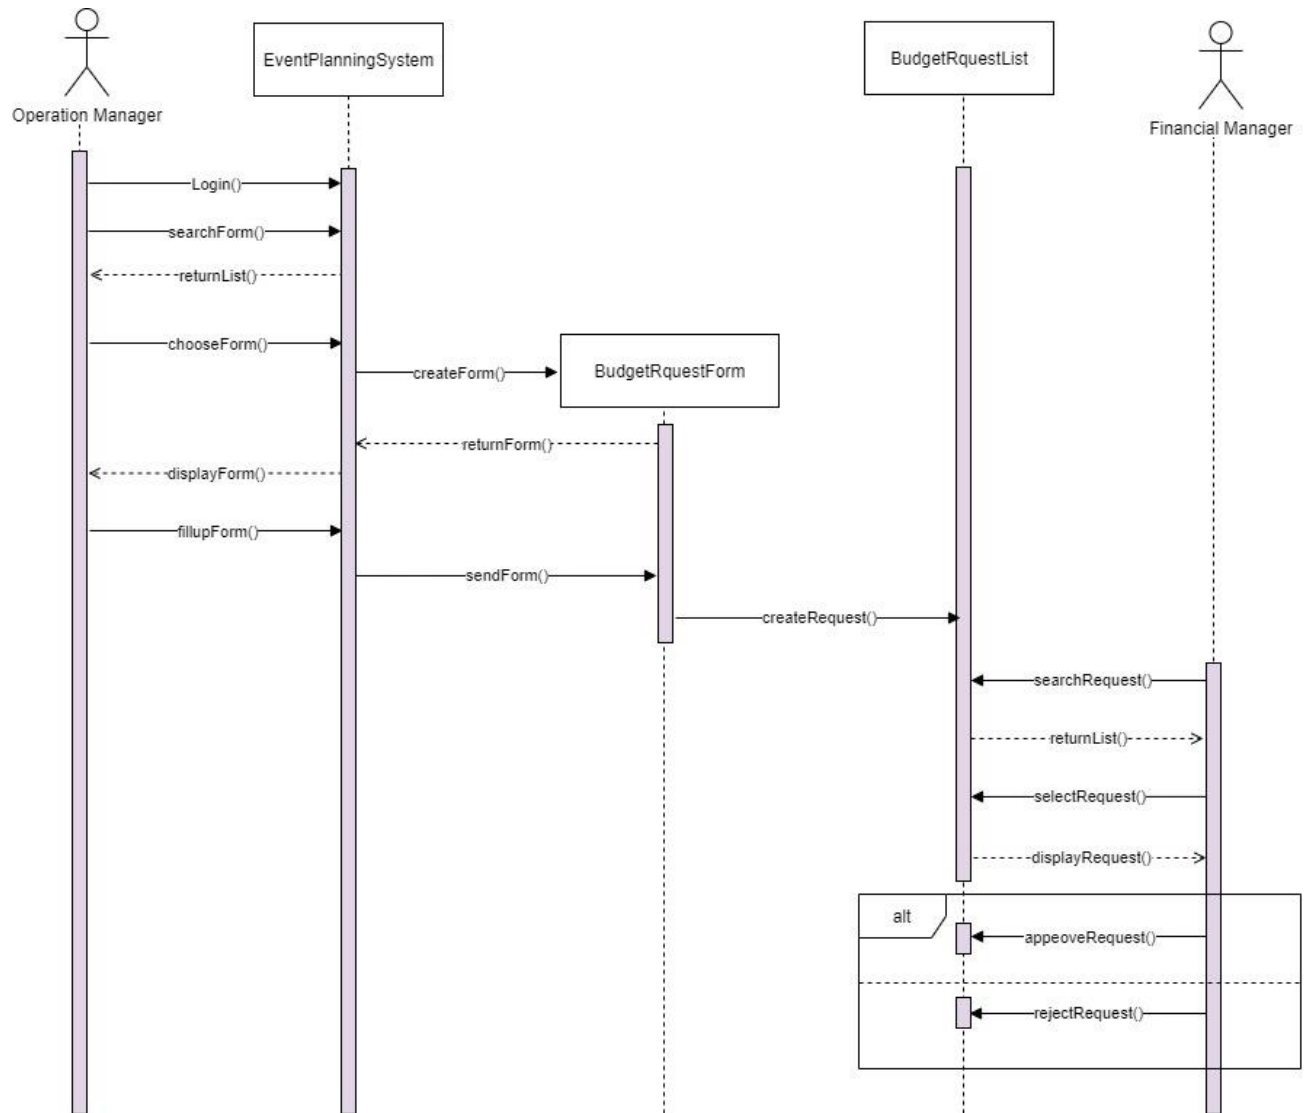 EventPlanningSystem
BudgetRquestList
Operation Manager
Financial Manager
Login()
searchForm()
returnList()
chooseForm()
createForm()
BudgetRquestForm
returnForm()
displayForm()
fillupForm()
sendForm()
createRequest()
searchRequest()
returnList()
selectRequest()
displayRequest()
alt
appeoveRequest()
rejectRequest()